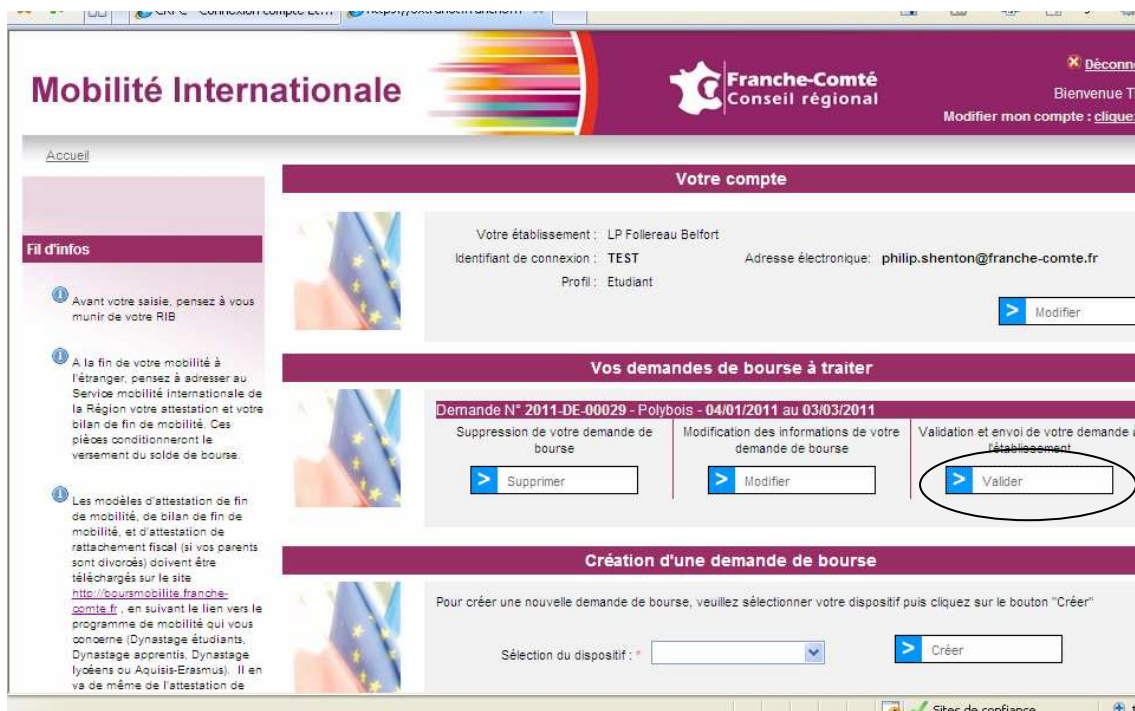 Mobilité Internationale
Franche-Comté
Conseil régional
Déconne
Bienvenue T
Modifier mon compte : clique
Accueil
Fil d'infos
Avant votre saisie, pensez à vous
munir de votre RIB
A la fin de votre mobilité à
l'étranger, pensez à adresser au
Service mobilité internationale de
la Région votre attestation et votre
bilan de fin de mobilité. Ces
pièces conditionneront le
versement du solde de bourse.
Les modèles d'attestation de fin
de mobilité, de bilan de fin de
mobilité, et d'attestation de
rattachement fiscal (si vos parents
sont divorcés) doivent être
téléchargés sur le site
http://boursmobilite.franche-
comte.fr , en suivant le lien vers le
programme de mobilité qui vous
concerne (Dynastage étudiants,
Dynastage apprentis, Dynastage
lycéens ou Aquisis-Erasmus). Il en
va de même de l'attestation de
Votre compte
Votre établissement : LP Follereau Belfort
Identifiant de connexion : TEST Adresse électronique: philip.shenton@franche-comte.fr
Profil : Etudiant
> Modifier
Vos demandes de bourse à traiter
Demande N° 2011-DE-00029 - Polybois - 04/01/2011 au 03/03/2011
Suppression de votre demande de
bourse
> Supprimer
Modification des informations de votre
demande de bourse
> Modifier
Validation et envoi de votre demande à
l'établissement
> Valider
Création d'une demande de bourse
Pour créer une nouvelle demande de bourse, veuillez sélectionner votre dispositif puis cliquez sur le bouton "Créer"
Sélection du dispositif : *
> Créer
Sites de confiance